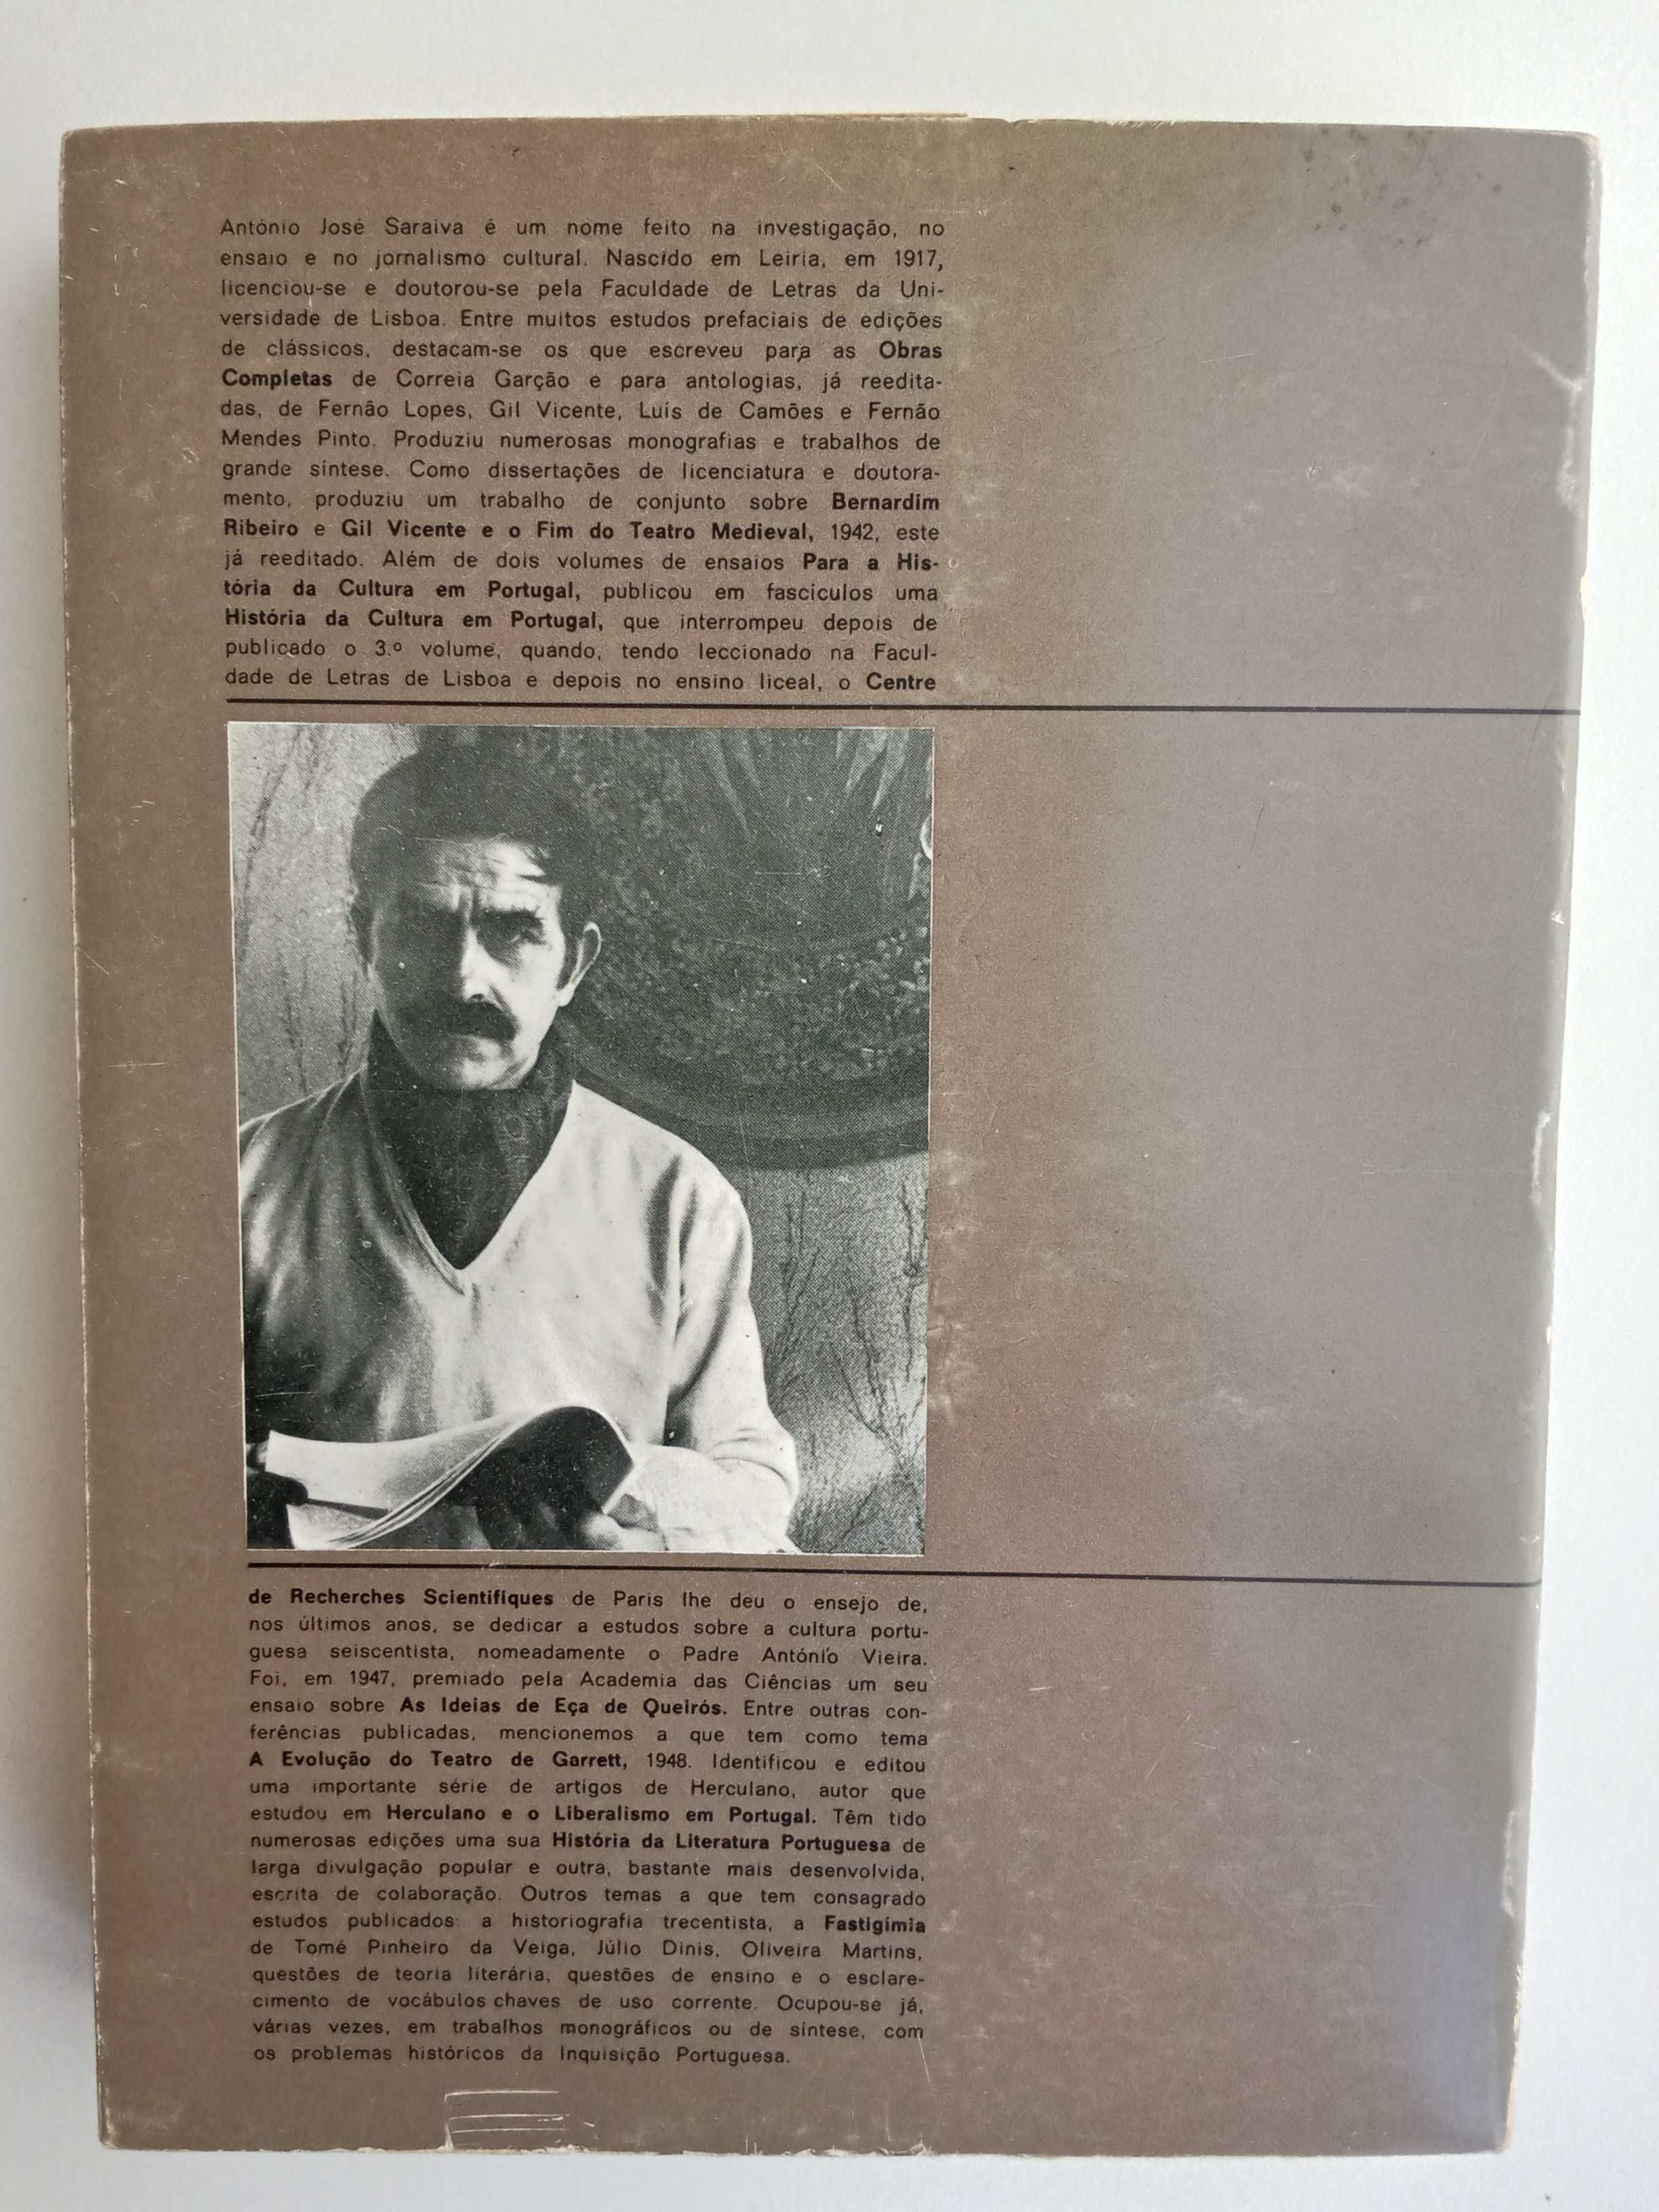 António José Saraiva é um nome feito na investigação, no
ensaio e no jornalismo cultural. Nascido em Leiria, em 1917,
licenciou-se e doutorou-se pela Faculdade de Letras da Uni-
versidade de Lisboa. Entre muitos estudos prefaciais de edições
de clássicos, destacam-se os que escreveu para as Obras
Completas de Correia Garção e para antologias, já reedita-
das, de Fernão Lopes, Gil Vicente, Luís de Camões e Fernão
Mendes Pinto. Produziu numerosas monografias e trabalhos de
grande síntese. Como dissertações de licenciatura e doutora-
mento, produziu um trabalho de conjunto sobre Bernardim
Ribeiro e Gil Vicente e o Fim do Teatro Medieval, 1942, este
já reeditado. Além de dois volumes de ensaios Para a His-
tória da Cultura em Portugal, publicou em fascículos uma
História da Cultura em Portugal, que interrompeu depois de
publicado o 3.º volume, quando, tendo leccionado na Facul-
dade de Letras de Lisboa e depois no ensino liceal, o Centre
de Recherches Scientifiques de Paris lhe deu o ensejo de,
nos últimos anos, se dedicar a estudos sobre a cultura portu-
guesa seiscentista, nomeadamente o Padre António Vieira.
Foi, em 1947, premiado pela Academia das Ciências um seu
ensaio sobre As Ideias de Eça de Queirós. Entre outras con-
ferências publicadas, mencionemos a que tem como tema
A Evolução do Teatro de Garrett, 1948. Identificou e editou
uma importante série de artigos de Herculano, autor que
estudou em Herculano e o Liberalismo em Portugal. Têm tido
numerosas edições uma sua História da Literatura Portuguesa de
larga divulgação popular e outra, bastante mais desenvolvida,
escrita de colaboração. Outros temas a que tem consagrado
estudos publicados: a historiografia trecentista, a Fastigímia
de Tomé Pinheiro da Veiga, Júlio Dinis, Oliveira Martins,
questões de teoria literária, questões de ensino e o esclare-
cimento de vocábulos chaves de uso corrente. Ocupou-se já,
várias vezes, em trabalhos monográficos ou de síntese, com
os problemas históricos da Inquisição Portuguesa.